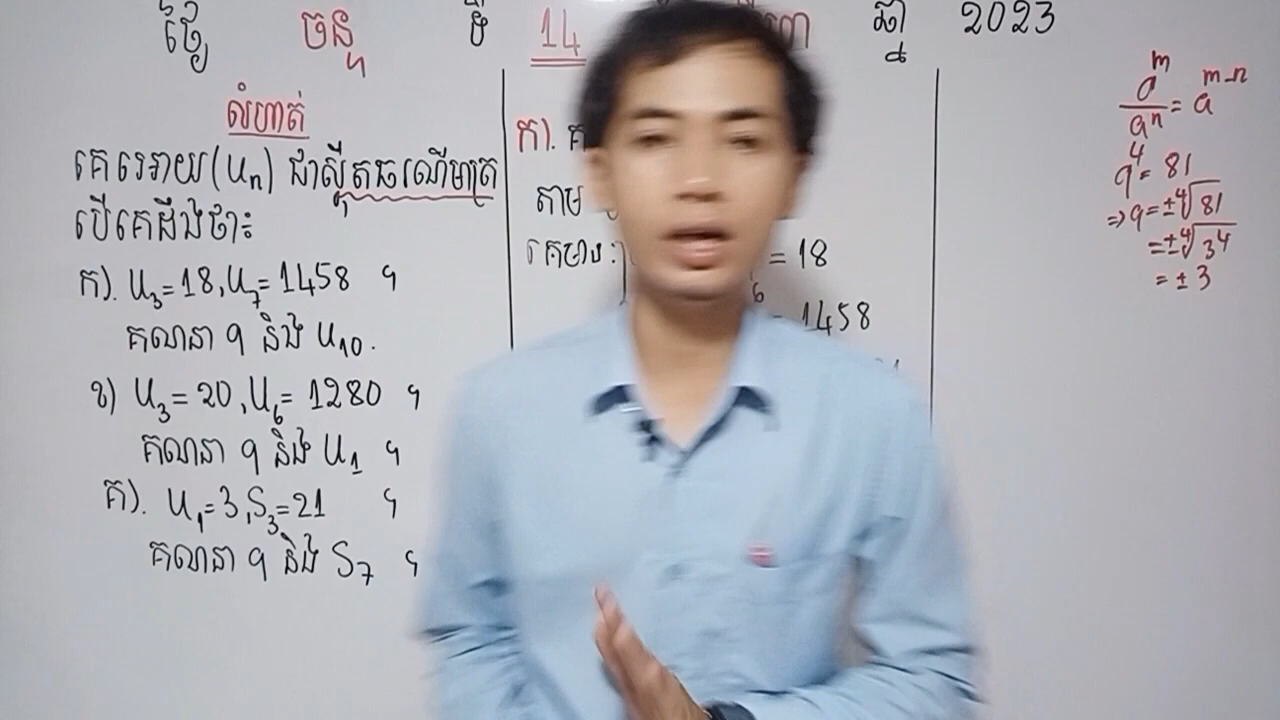 ថ្ងៃ ចន្ទ ទី 14 ឆ្នាំ 2023
លំហាត់
គេអោយ (Uₙ) ជាស្វ៊ីតធរណីមាត្រ
បើគេដឹងថា៖
ក). U₃=18, U₇=1458 ។
គណនា q និង U₁₀.
ខ) U₃=20, U₆=1280 ។
គណនា q និង U₁ ។
គ). U₁=3, S₃=21 ។
គណនា q និង S₇ ។
ក). គ
តាម
គេមាន:
= 18
6
= 1458
aᵐ/aⁿ = aᵐ⁻ⁿ
q⁴ = 81
⇒ q = ±⁴√81
= ±⁴√3⁴
= ± 3